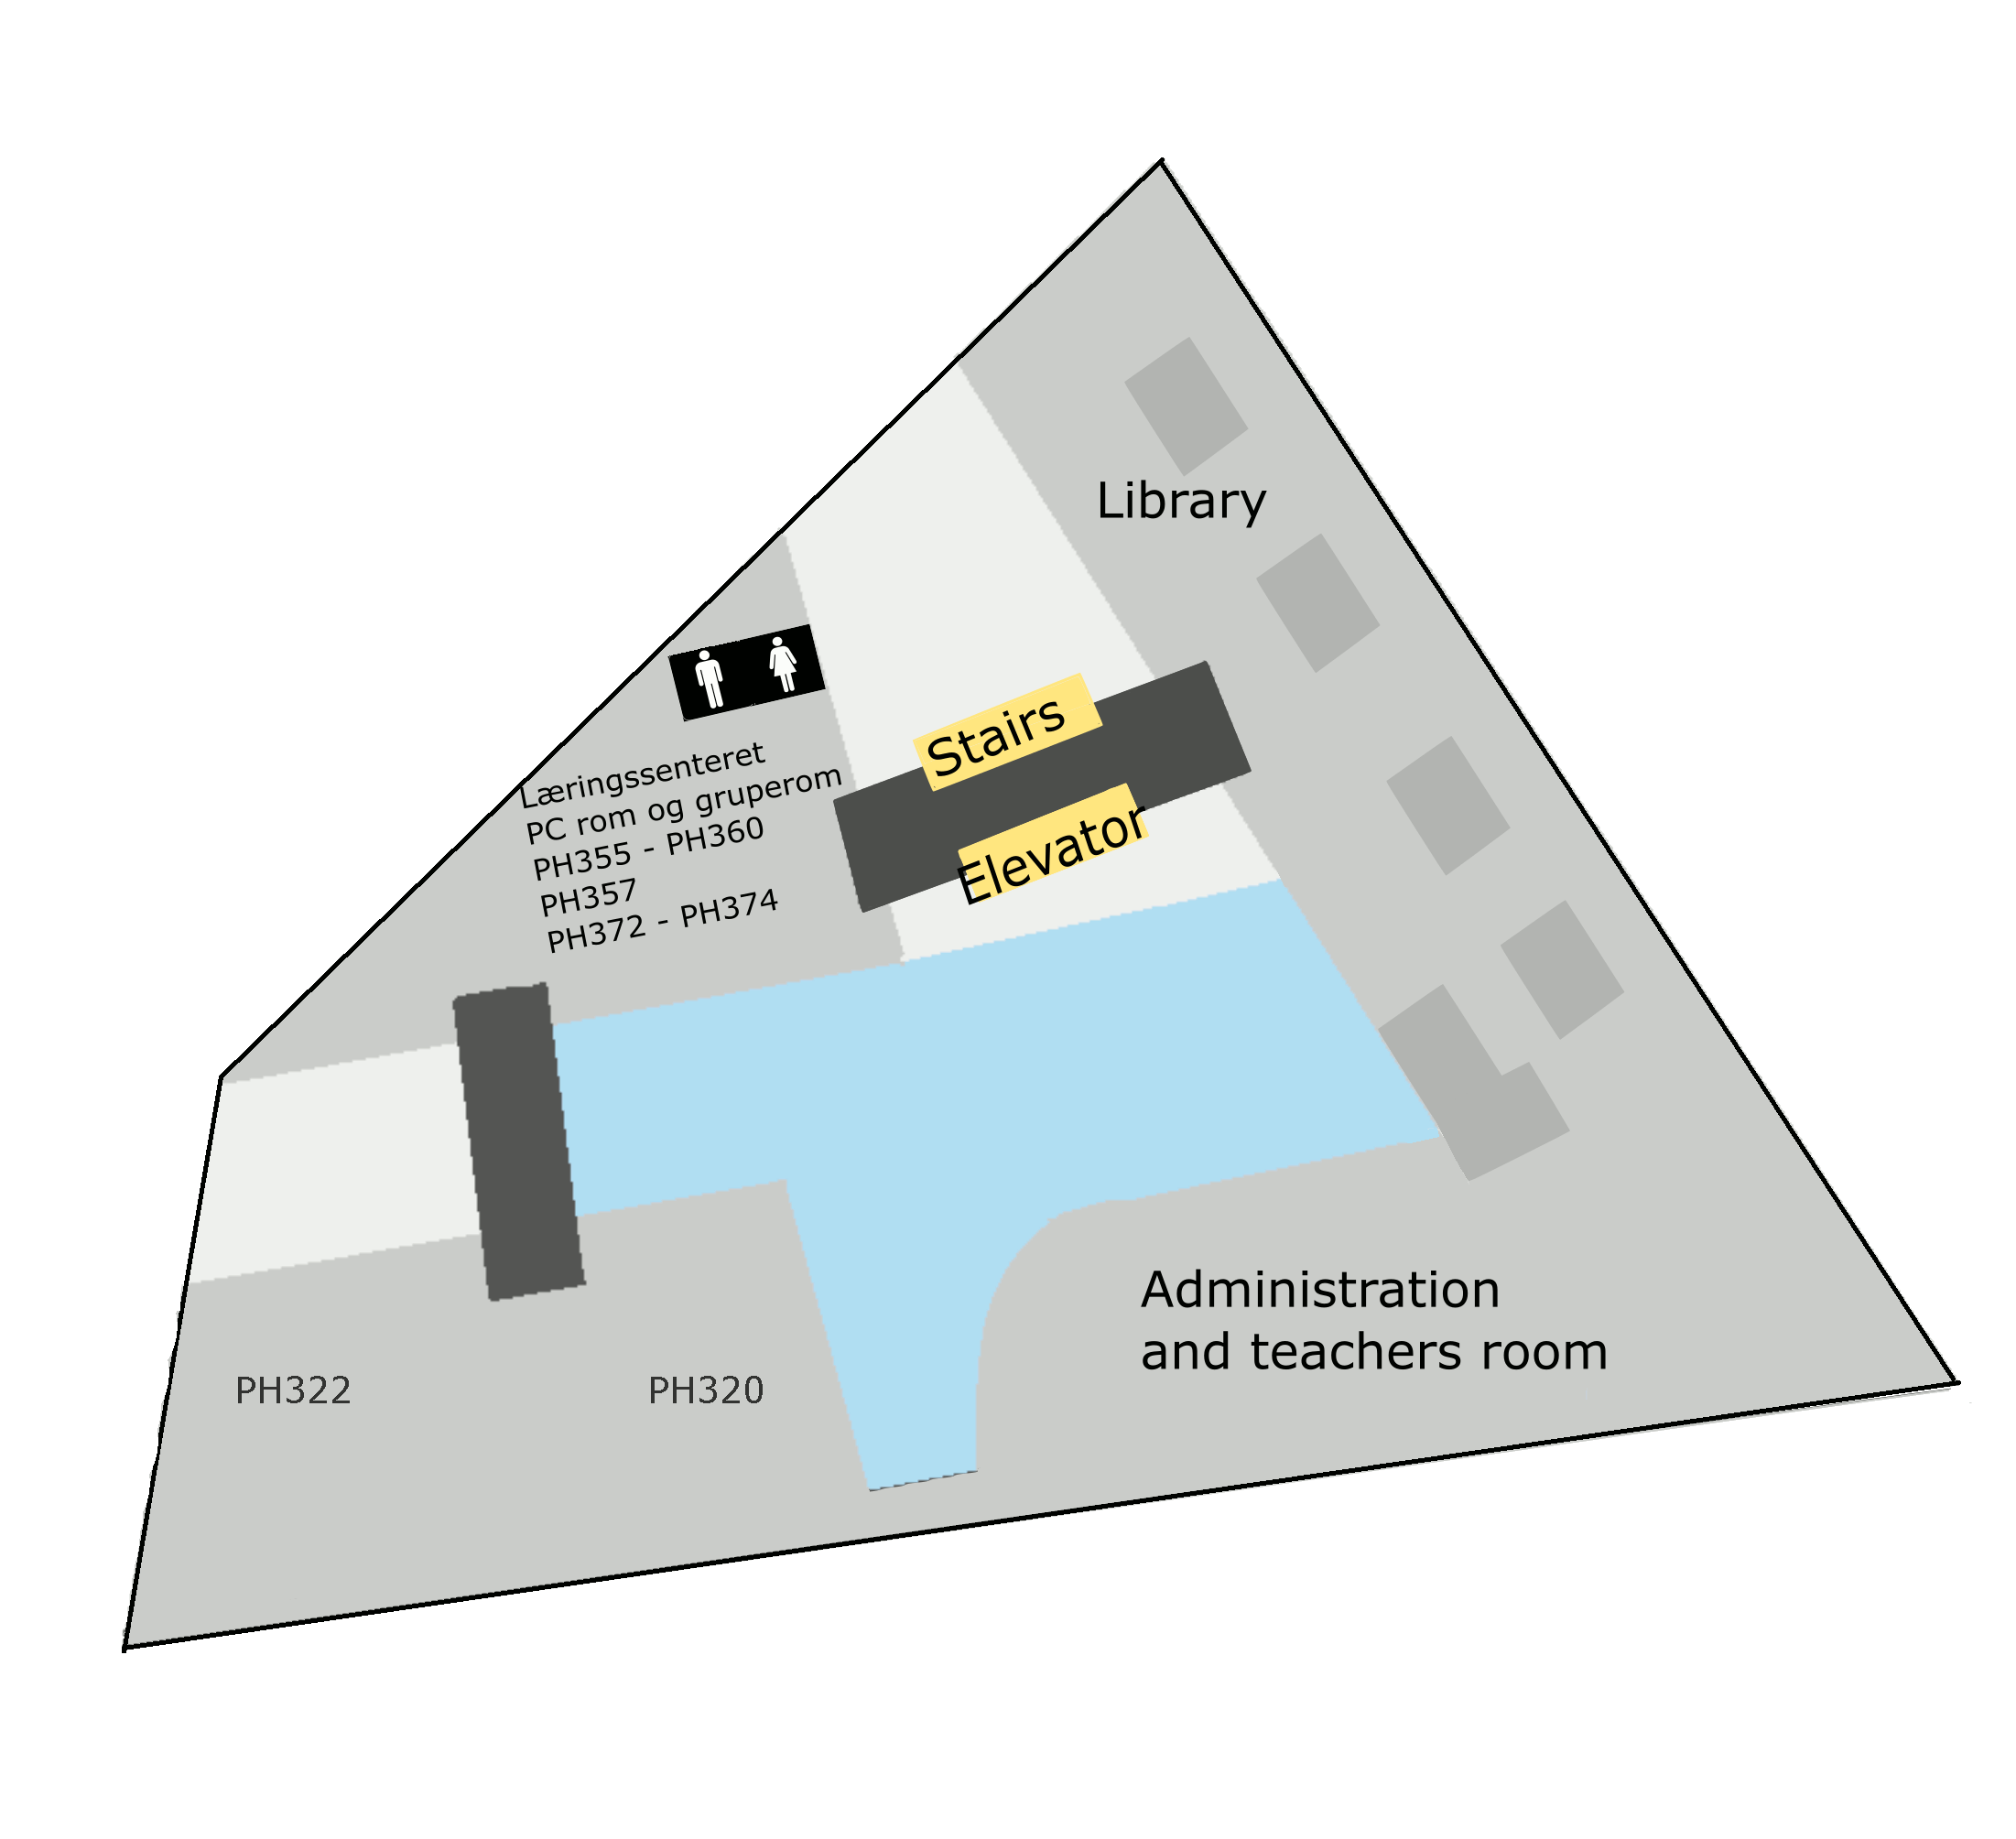 Library
Stairs
Elevator
Læringssenteret
PC rom og gruperom
PH355 - PH360
PH357
PH372 - PH374
Administration
and teachers room
PH322
PH320